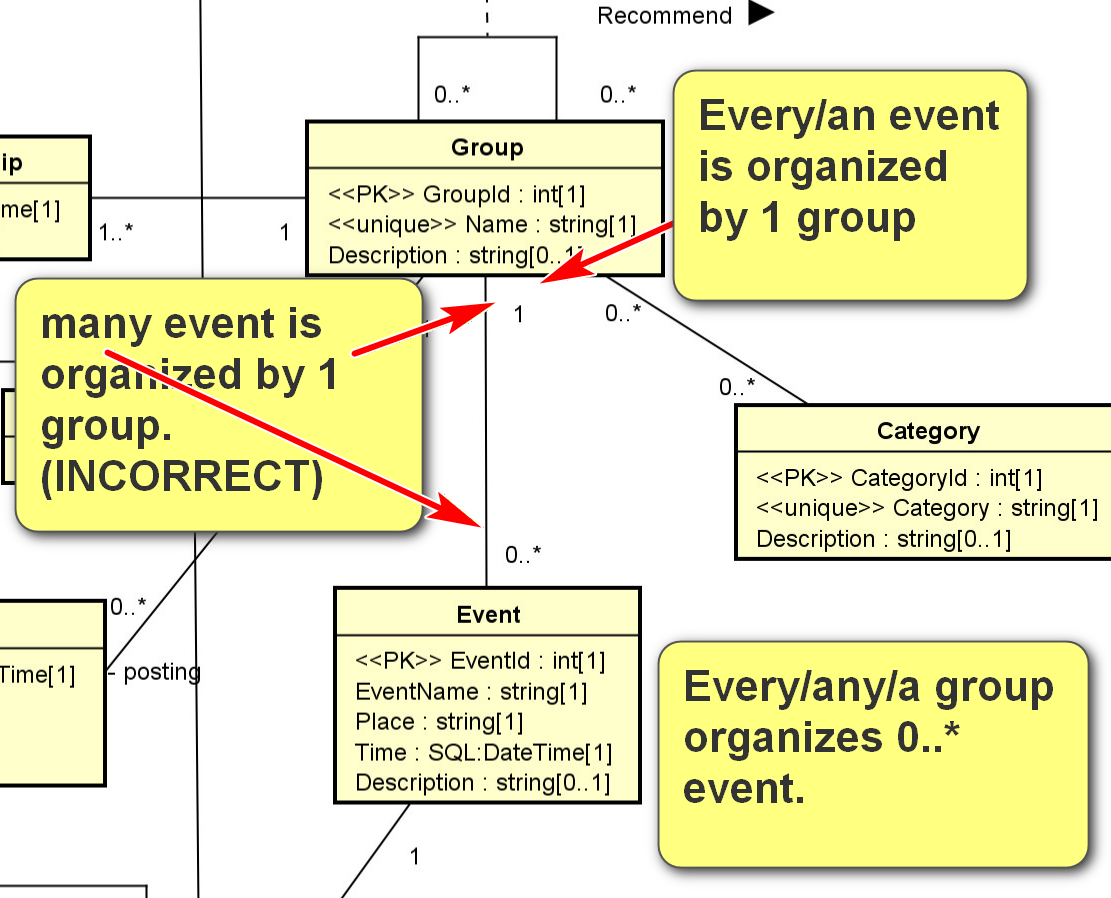 Recommend
0..*
0..*
Every/an event
is organized
by 1 group
Group
<<PK>> GroupId : int[1]
<<unique>> Name : string[1]
Description : string[0..1]
ip
me[1]
1..*
1
many event is
organized by 1
group.
(INCORRECT)
1
0..*
0..*
Category
<<PK>> CategoryId : int[1]
<<unique>> Category : string[1]
Description : string[0..1]
0..*
Event
<<PK>> EventId : int[1]
EventName : string[1]
Place : string[1]
Time : SQL:DateTime[1]
Description : string[0..1]
0..*
Time[1]
- posting
Every/any/a group
organizes 0..*
event.
1